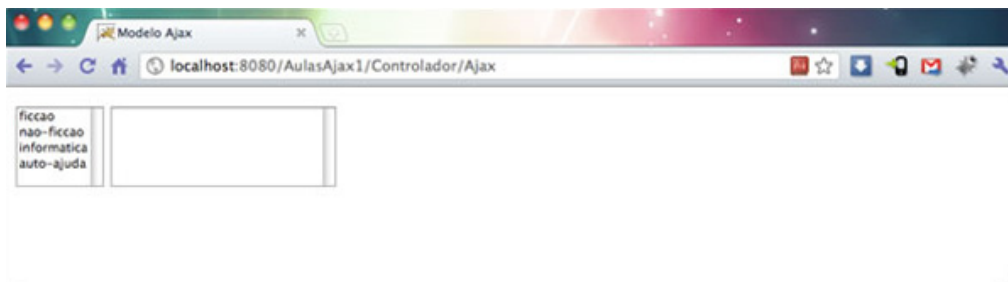 Modelo Ajax
localhost:8080/AulasAjax1/Controlador/Ajax
ficcao
nao-ficcao
informatica
auto-ajuda